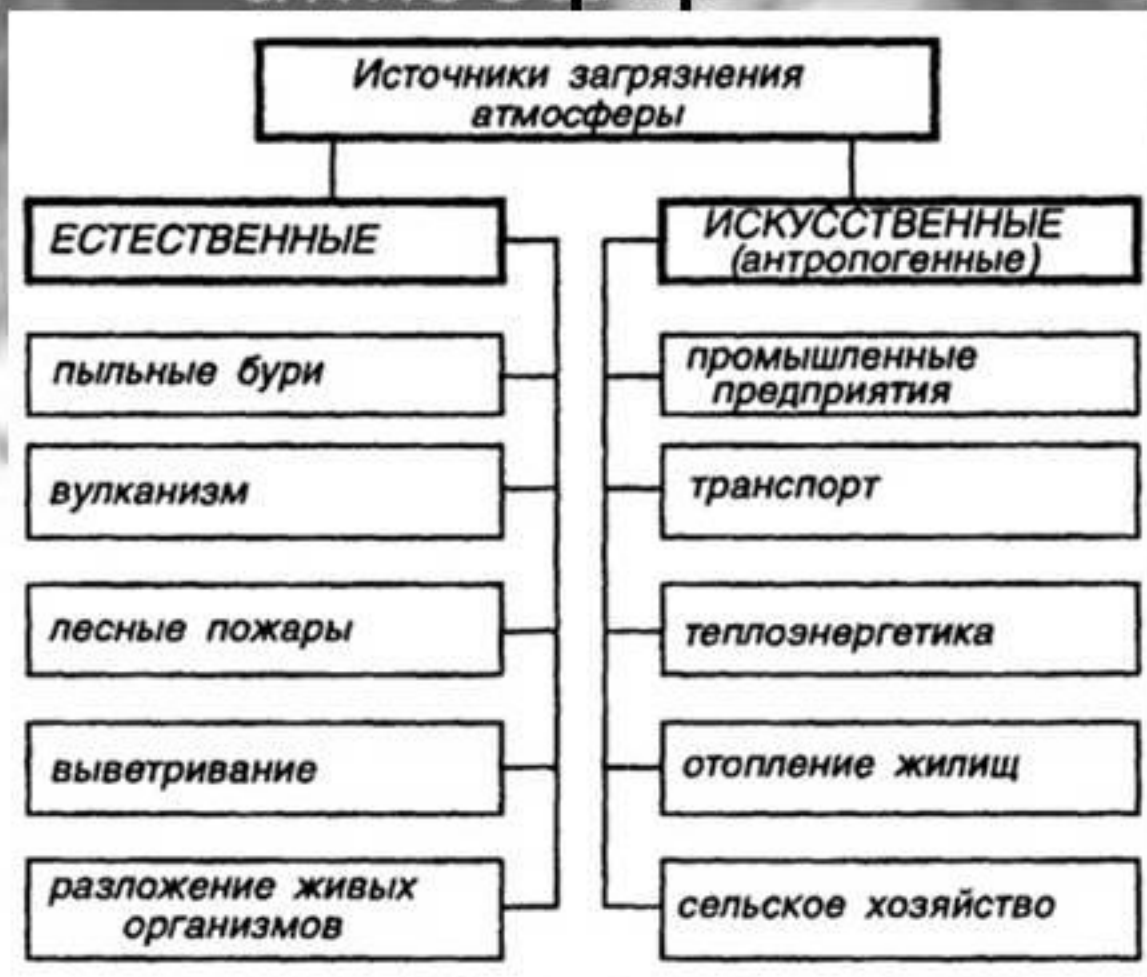 Источники загрязнения
атмосферы
ЕСТЕСТВЕННЫЕ
пыльные бури
вулканизм
лесные пожары
выветривание
разложение живых
организмов
ИСКУССТВЕННЫЕ
(антропогенные)
промышленные
предприятия
транспорт
теплоэнергетика
отопление жилищ
сельское хозяйство